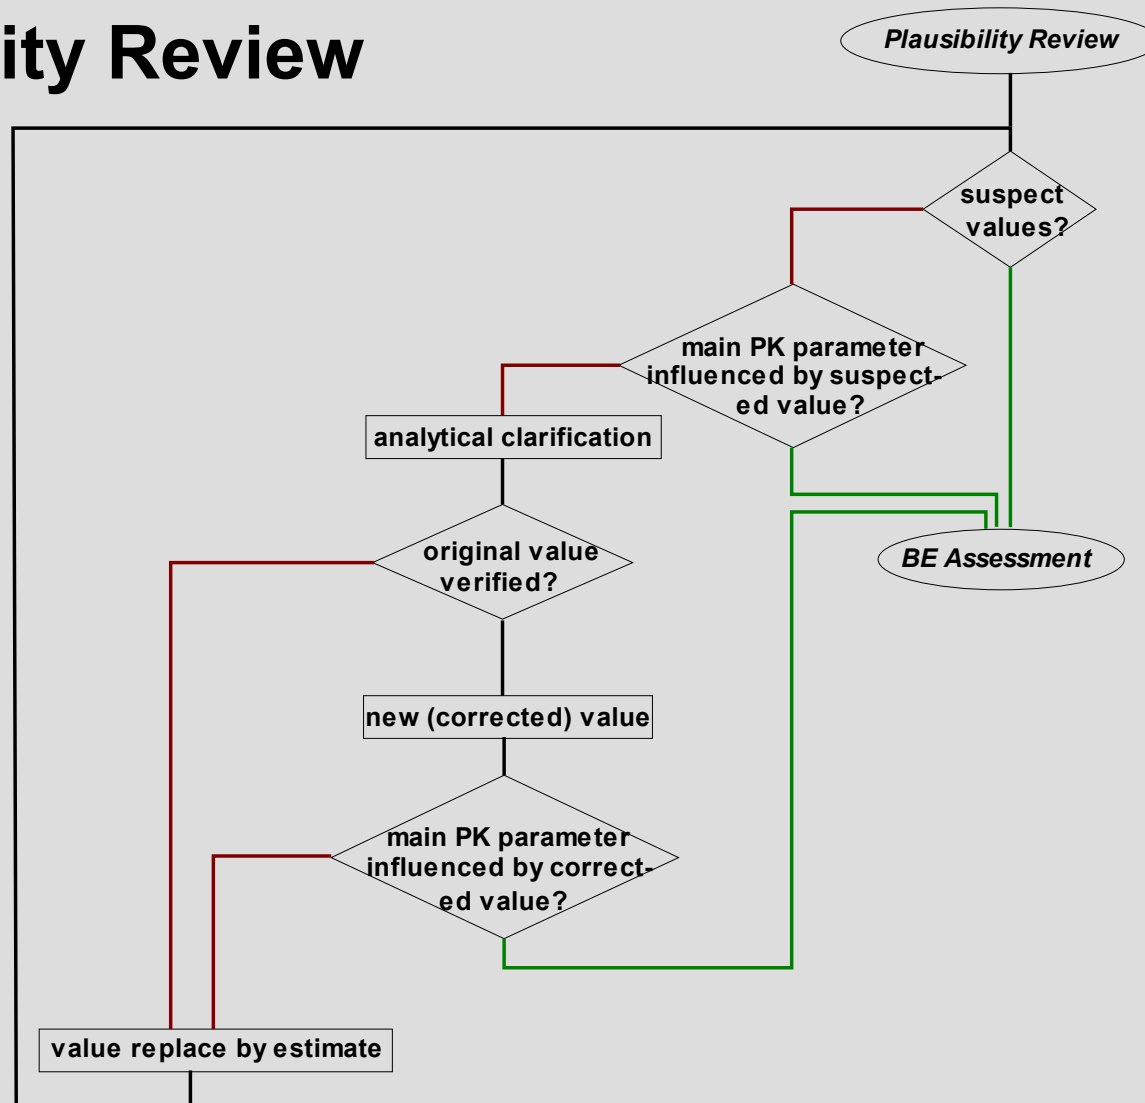 ity Review
Plausibility Review
suspect
values?
main PK parameter
influenced by suspect-
ed value?
analytical clarification
original value
verified?
BE Assessment
new (corrected) value
main PK parameter
influenced by correct-
ed value?
value replace by estimate